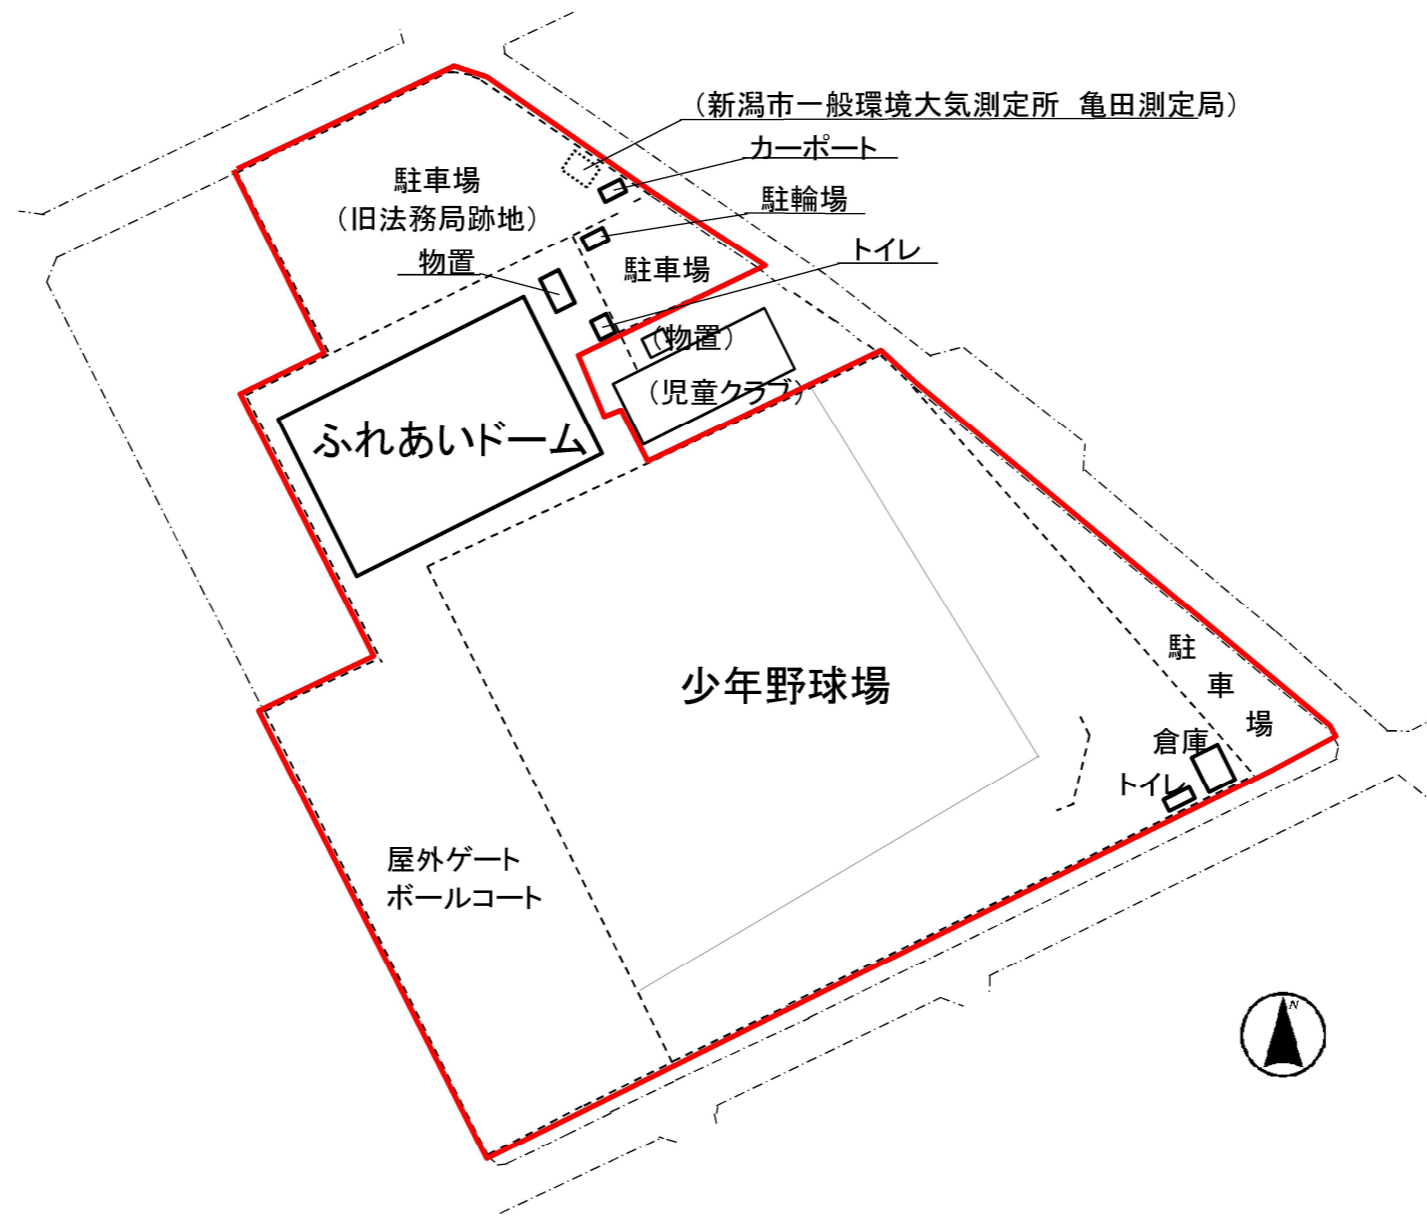 （新潟市一般環境大気測定所　亀田測定局）
カーポート
駐車場
（旧法務局跡地）
駐輪場
トイレ
物置
駐車場
（物置）
（児童クラブ）
ふれあいドーム
少年野球場
駐車場
倉庫
トイレ
屋外ゲート
ボールコート
N